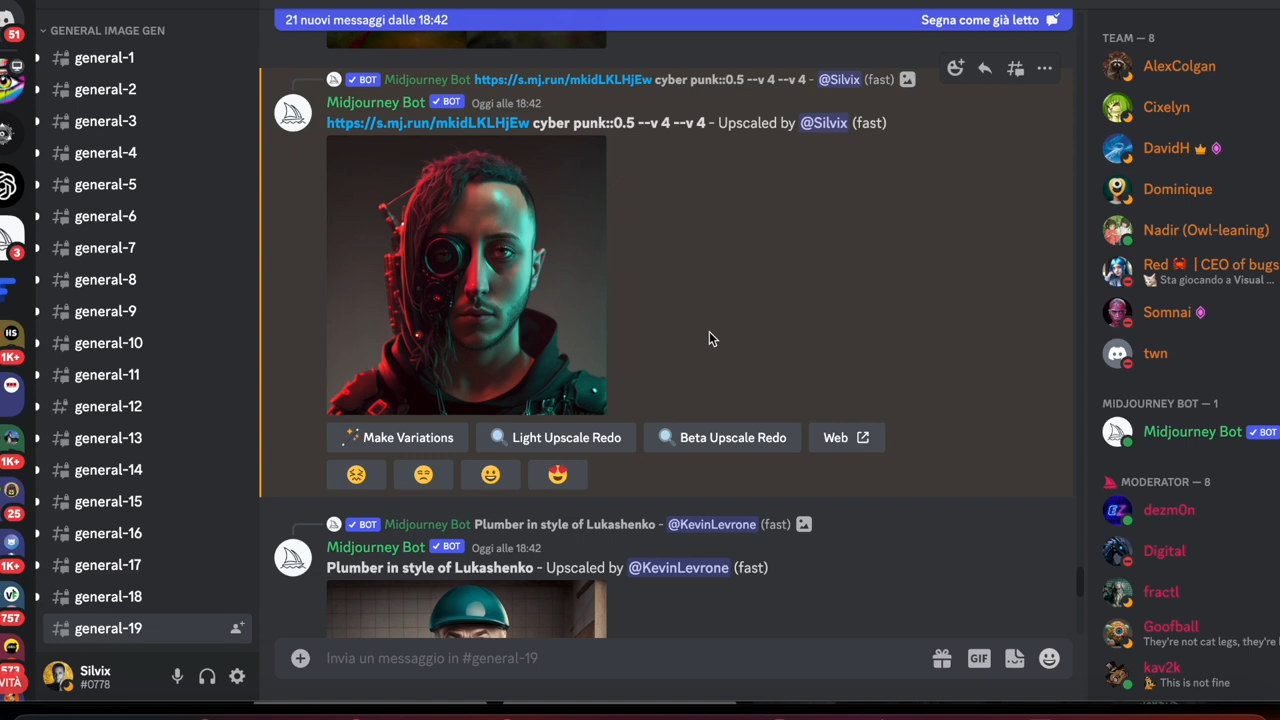 51
3
1K+
1K+
25
1K+
757
573
VITÀ
GENERAL IMAGE GEN
general-1
general-2
general-3
general-4
general-5
general-6
general-7
general-8
general-9
general-10
general-11
general-12
general-13
general-14
general-15
general-16
general-17
general-18
general-19
Silvix
#0778
21 nuovi messaggi dalle 18:42
Segna come già letto
BOT Midjourney Bot https://s.mj.run/mkidLKLHjEw cyber punk::0.5 --v 4 --v 4 - @Silvix (fast)
Midjourney Bot BOT Oggi alle 18:42
https://s.mj.run/mkidLKLHjEw cyber punk::0.5 --v 4 --v 4 - Upscaled by @Silvix (fast)
Make Variations
Light Upscale Redo
Beta Upscale Redo
Web
BOT Midjourney Bot Plumber in style of Lukashenko - @KevinLevrone (fast)
Midjourney Bot BOT Oggi alle 18:42
Plumber in style of Lukashenko - Upscaled by @KevinLevrone (fast)
Invia un messaggio in #general-19
GIF
TEAM — 8
AlexColgan
Cixelyn
DavidH
Dominique
Nadir (Owl-leaning)
Red | CEO of bugs
Sta giocando a Visual ...
Somnai
twn
MIDJOURNEY BOT — 1
Midjourney Bot BOT
MODERATOR — 8
dezm0n
Digital
fractl
Goofball
They're not cat legs, they're
kav2k
This is not fine